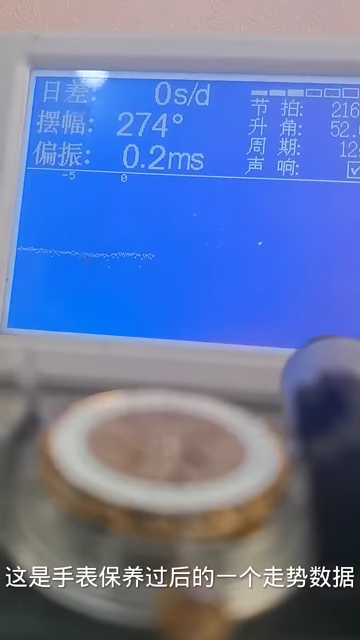 日差: 0s/d
摆幅: 274°
偏振: 0.2ms
节 拍: 216
升 角: 52.
周 期: 12
声 响:
-5 0
这是手表保养过后的一个走势数据